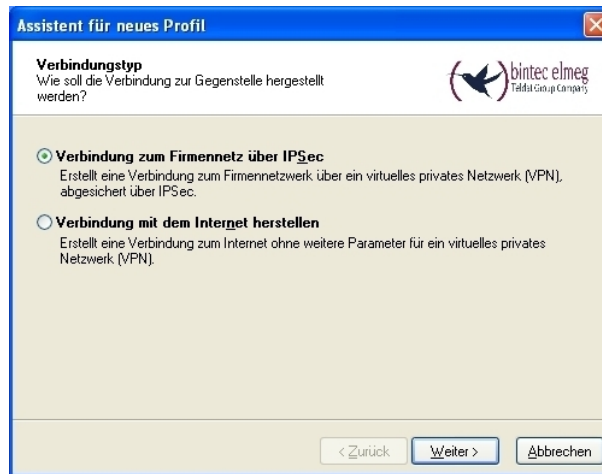 Assistent für neues Profil
Verbindungstyp
Wie soll die Verbindung zur Gegenstelle hergestellt
werden?
bintec elmeg
Teldat Group Company
Verbindung zum Firmennetz über IPSec
Erstellt eine Verbindung zum Firmennetzwerk über ein virtuelles privates Netzwerk (VPN),
abgesichert über IPSec.
Verbindung mit dem Internet herstellen
Erstellt eine Verbindung zum Internet ohne weitere Parameter für ein virtuelles privates
Netzwerk (VPN).
< Zurück
Weiter >
Abbrechen